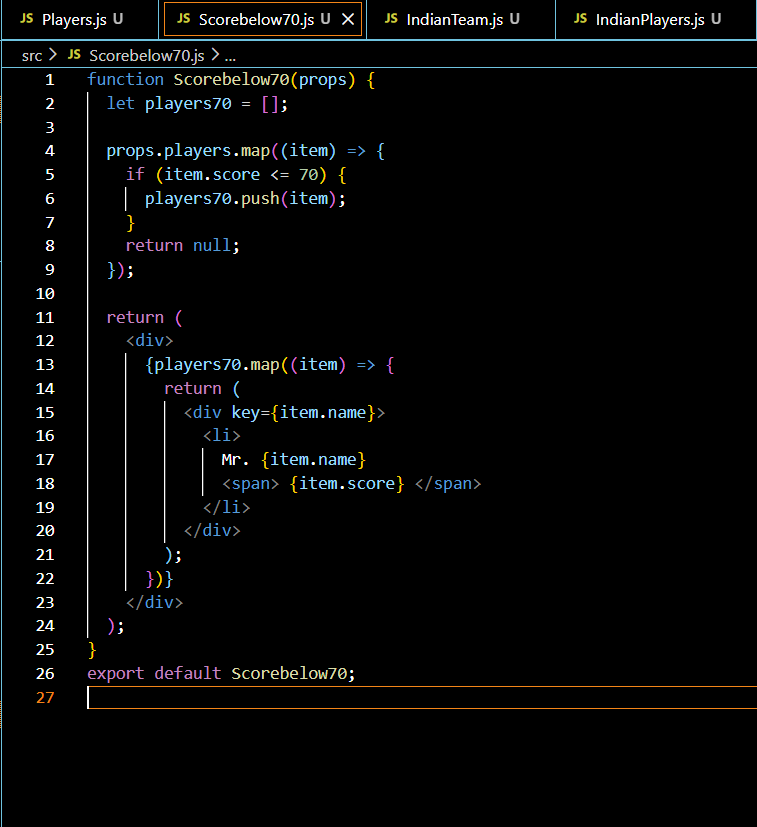 JS Players.js U JS Scorebelow70.js U × JS IndianTeam.js U JS IndianPlayers.js U
src > JS Scorebelow70.js > ...
1 function Scorebelow70(props) {
2   let players70 = [];
3
4   props.players.map((item) => {
5     if (item.score <= 70) {
6       players70.push(item);
7     }
8     return null;
9   });
10
11   return (
12     <div>
13       {players70.map((item) => {
14         return (
15           <div key={item.name}>
16             <li>
17               Mr. {item.name}
18               <span> {item.score} </span>
19             </li>
20           </div>
21         );
22       })}
23     </div>
24   );
25 }
26 export default Scorebelow70;
27